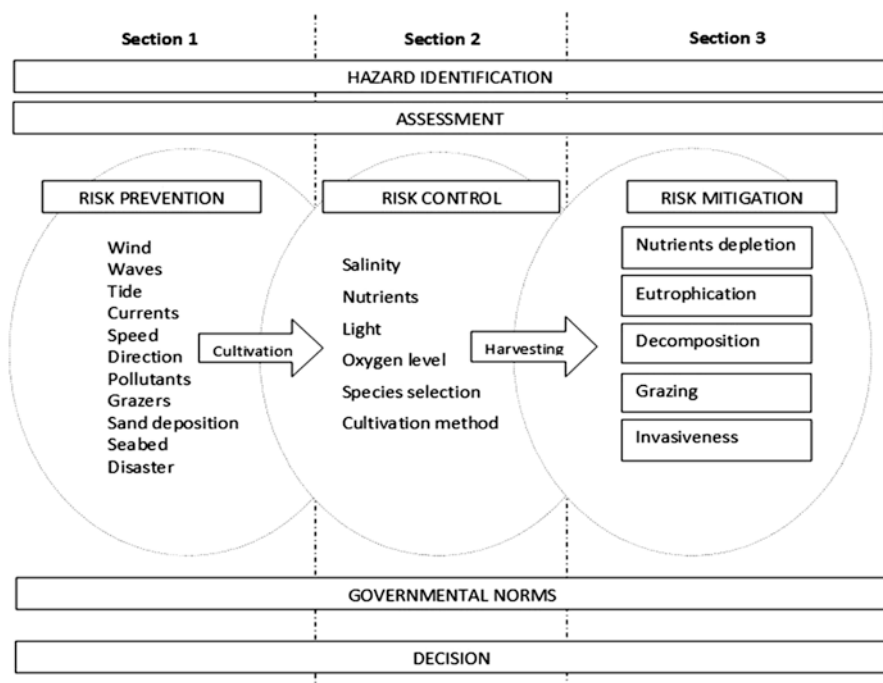 Section 1
Section 2
Section 3
HAZARD IDENTIFICATION
ASSESSMENT
RISK PREVENTION
Wind
Waves
Tide
Currents
Speed
Direction
Pollutants
Grazers
Sand deposition
Seabed
Disaster
Cultivation
RISK CONTROL
Salinity
Nutrients
Light
Oxygen level
Species selection
Cultivation method
Harvesting
RISK MITIGATION
Nutrients depletion
Eutrophication
Decomposition
Grazing
Invasiveness
GOVERNMENTAL NORMS
DECISION